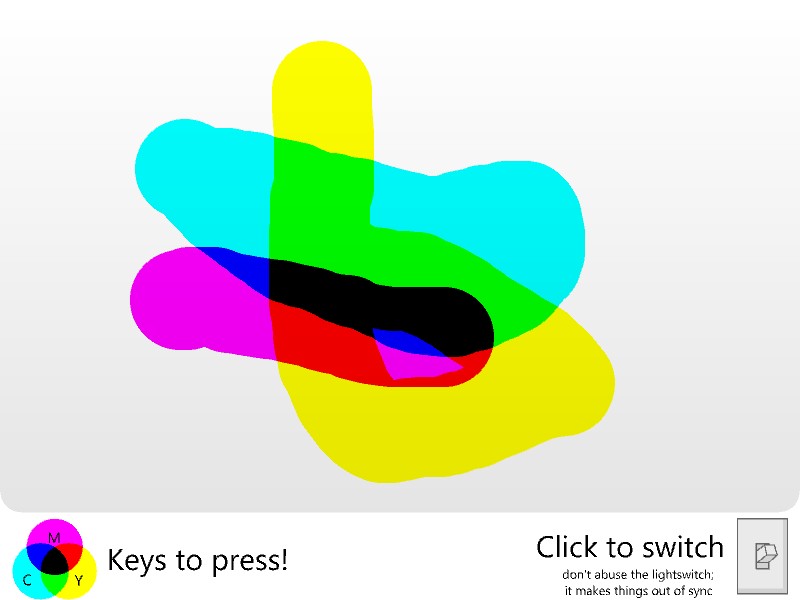 M
C
Y
Keys to press!
Click to switch
don't abuse the lightswitch;
it makes things out of sync